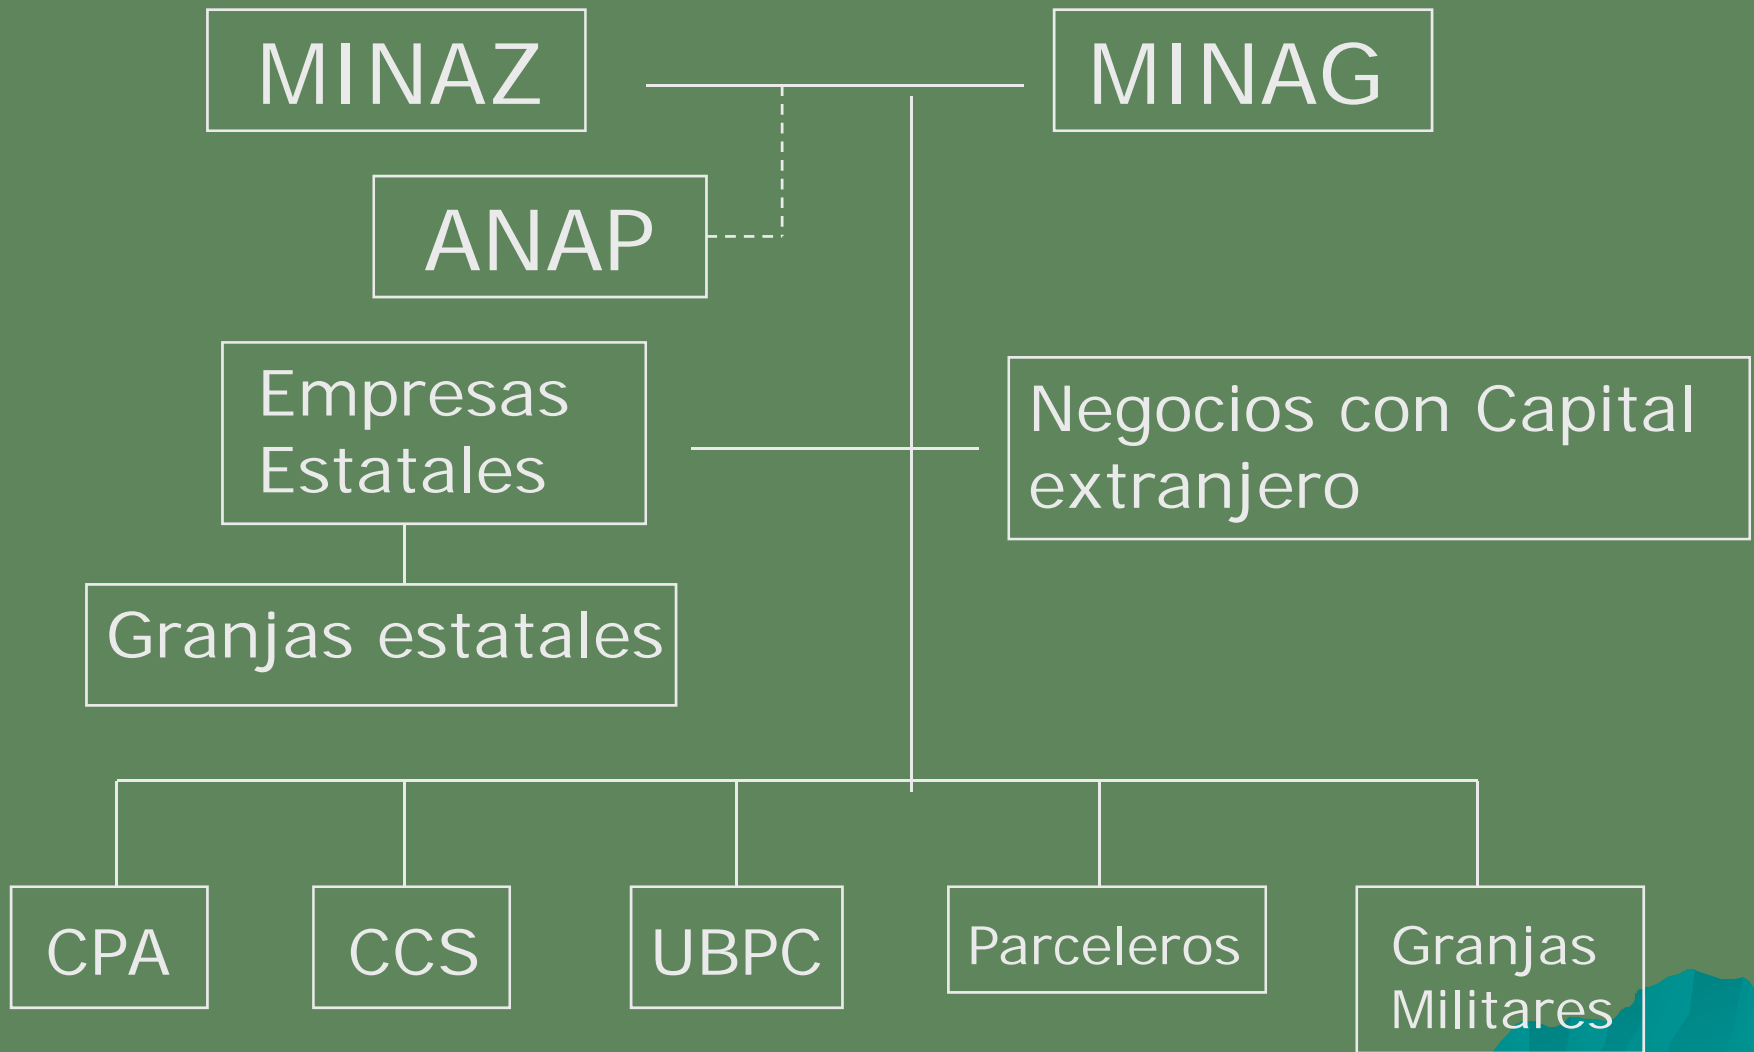 MINAZ
MINAG
ANAP
Empresas
Estatales
Negocios con Capital
extranjero
Granjas estatales
CPA
CCS
UBPC
Parceleros
Granjas
Militares